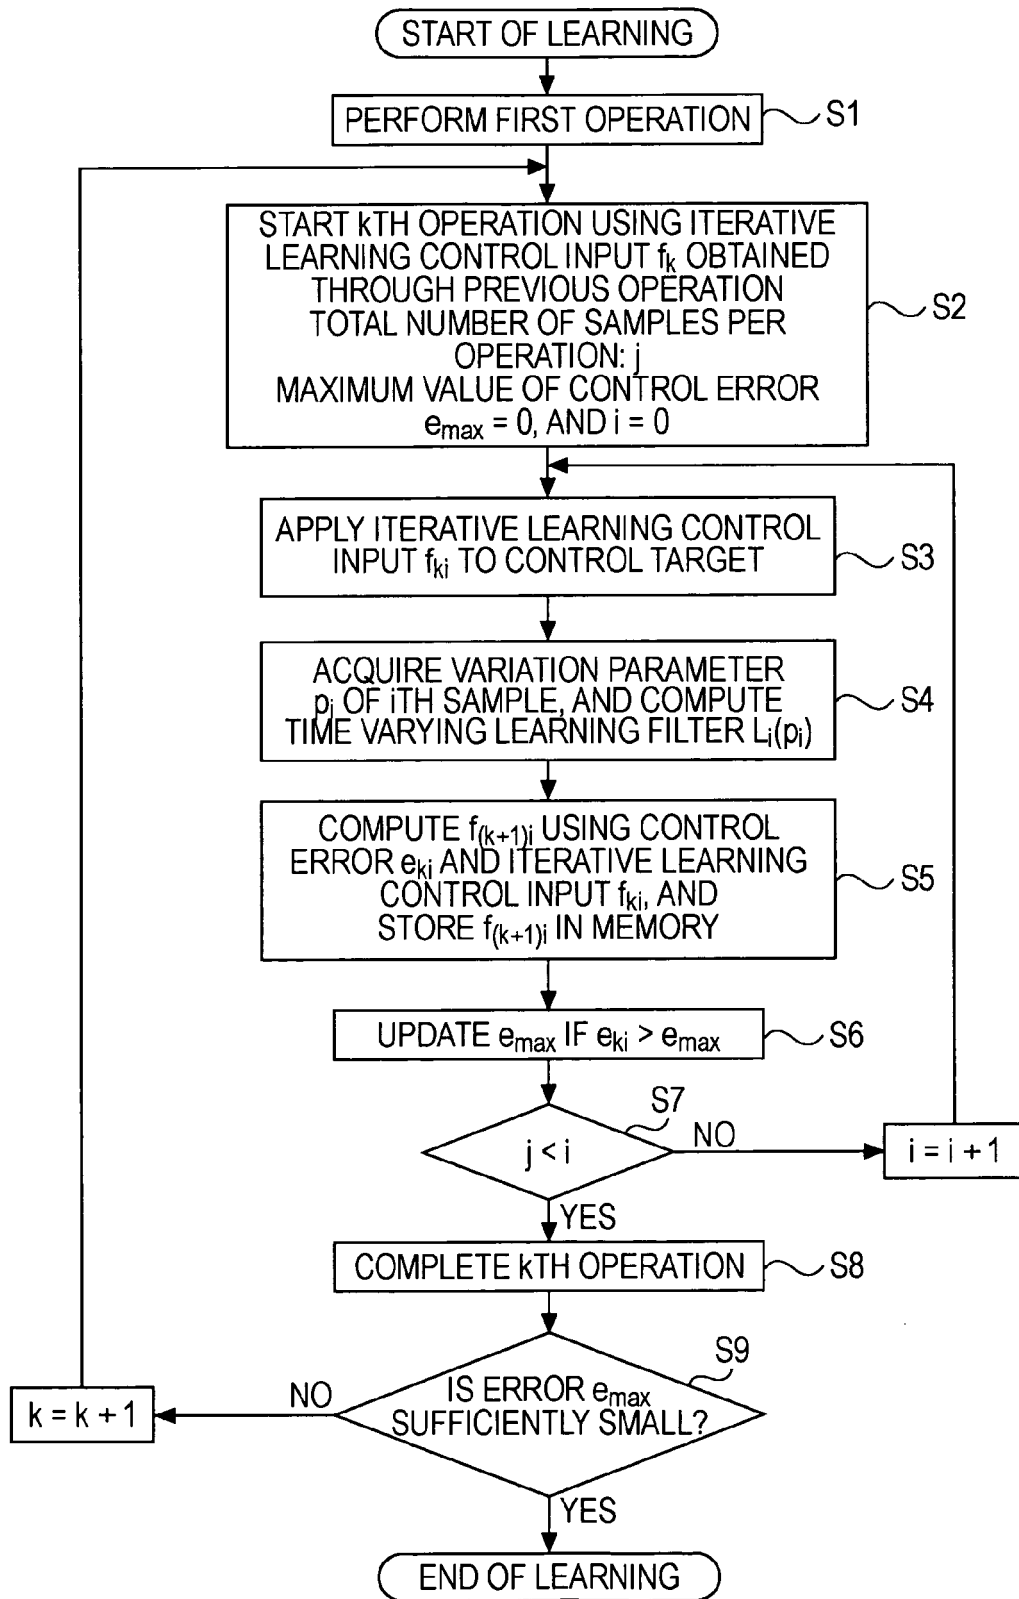 START OF LEARNING
PERFORM FIRST OPERATION
S1
START kTH OPERATION USING ITERATIVE
LEARNING CONTROL INPUT fk OBTAINED
THROUGH PREVIOUS OPERATION
TOTAL NUMBER OF SAMPLES PER
OPERATION: j
MAXIMUM VALUE OF CONTROL ERROR
emax = 0, AND i = 0
S2
APPLY ITERATIVE LEARNING CONTROL
INPUT fki TO CONTROL TARGET
S3
ACQUIRE VARIATION PARAMETER
pi OF iTH SAMPLE, AND COMPUTE
TIME VARYING LEARNING FILTER Li(pi)
S4
COMPUTE f(k+1)i USING CONTROL
ERROR eki AND ITERATIVE LEARNING
CONTROL INPUT fki, AND
STORE f(k+1)i IN MEMORY
S5
UPDATE emax IF eki > emax
S6
S7
j < i
NO
i = i + 1
YES
COMPLETE kTH OPERATION
S8
S9
IS ERROR emax
SUFFICIENTLY SMALL?
NO
k = k + 1
YES
END OF LEARNING